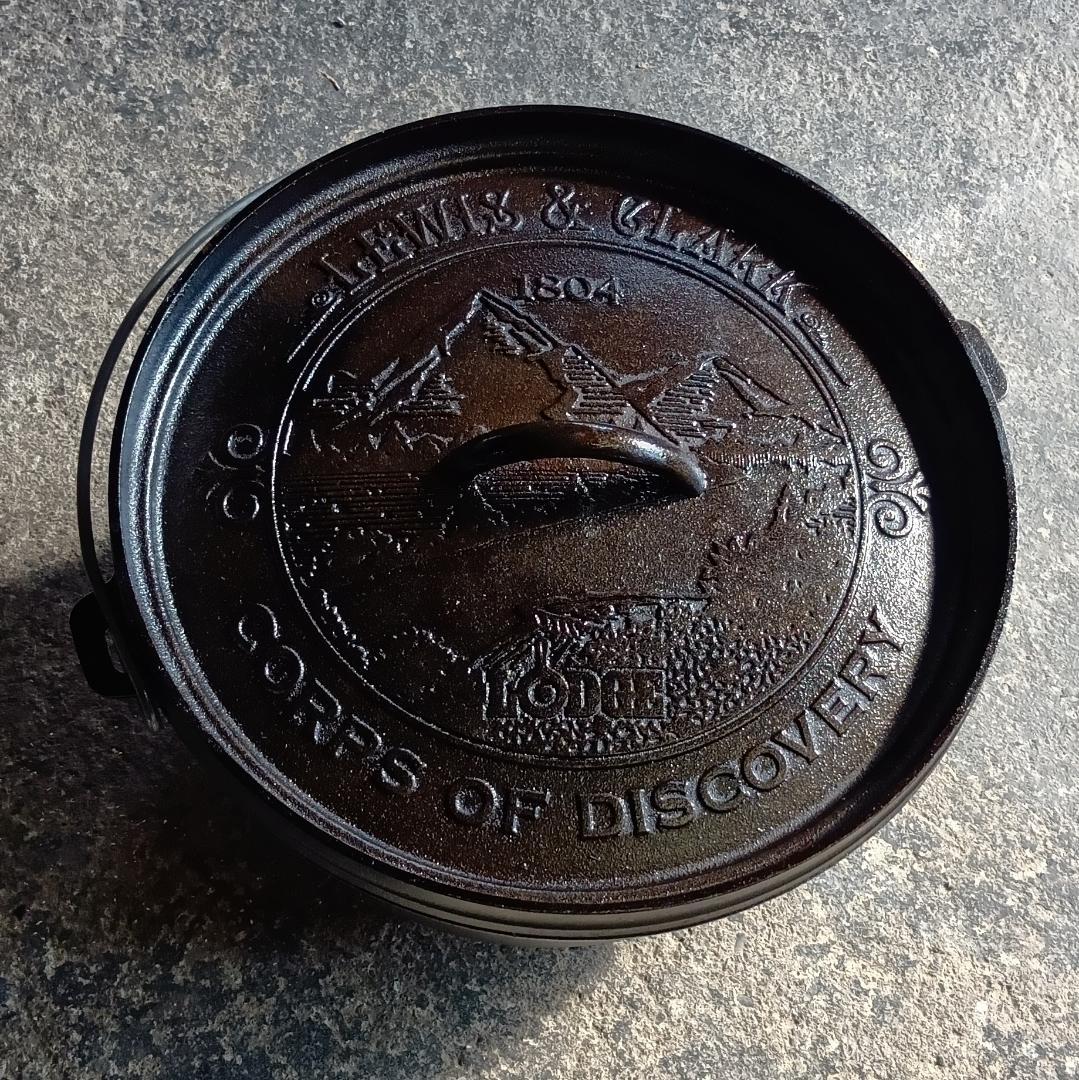 LEWIS & CLARK
1804
LODGE
CORPS OF DISCOVERY